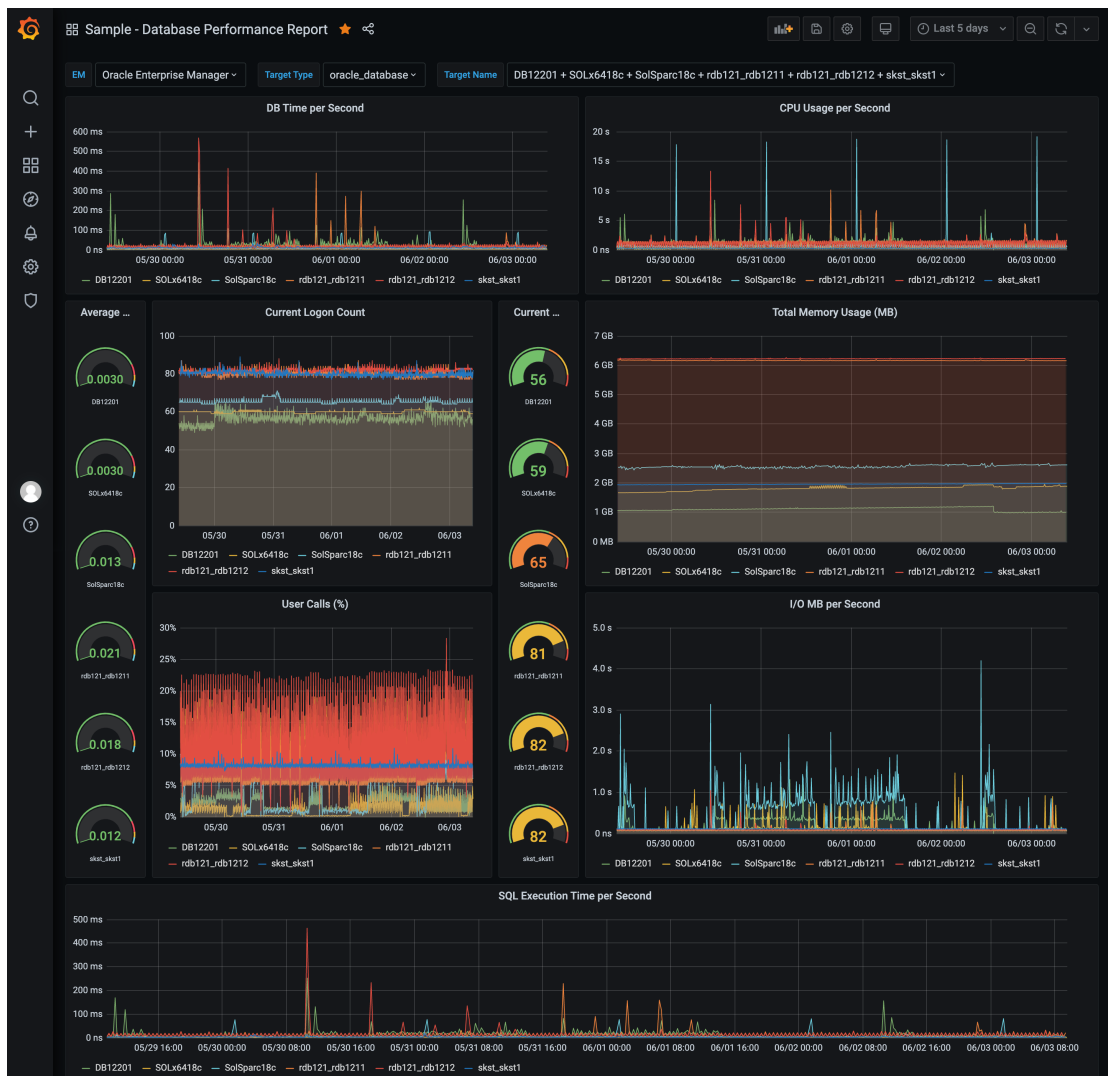 Sample - Database Performance Report
Last 5 days
EM Oracle Enterprise Manager Target Type oracle_database Target Name DB12201 + SOLx6418c + SolSparc18c + rdb121_rdb1211 + rdb121_rdb1212 + skst_skst1
DB Time per Second
600 ms
500 ms
400 ms
300 ms
200 ms
100 ms
0 ns
05/30 00:00 05/31 00:00 06/01 00:00 06/02 00:00 06/03 00:00
DB12201 SOLx6418c SolSparc18c rdb121_rdb1211 rdb121_rdb1212 skst_skst1
CPU Usage per Second
20 s
15 s
10 s
5 s
0 ns
05/30 00:00 05/31 00:00 06/01 00:00 06/02 00:00 06/03 00:00
DB12201 SOLx6418c SolSparc18c rdb121_rdb1211 rdb121_rdb1212 skst_skst1
Average ...
0.0030
DB12201
0.0030
SOLx6418c
0.013
SolSparc18c
0.021
rdb121_rdb1211
0.018
rdb121_rdb1212
0.012
skst_skst1
Current Logon Count
100
80
60
40
20
0
05/30 05/31 06/01 06/02 06/03
DB12201 SOLx6418c SolSparc18c rdb121_rdb1211
rdb121_rdb1212 skst_skst1
Current ...
56
DB12201
59
SOLx6418c
65
SolSparc18c
81
rdb121_rdb1211
82
rdb121_rdb1212
82
skst_skst1
Total Memory Usage (MB)
7 GB
6 GB
5 GB
4 GB
3 GB
2 GB
1 GB
0 MB
05/30 00:00 05/31 00:00 06/01 00:00 06/02 00:00 06/03 00:00
DB12201 SOLx6418c SolSparc18c rdb121_rdb1211 rdb121_rdb1212 skst_skst1
User Calls (%)
30%
25%
20%
15%
10%
5%
0%
05/30 05/31 06/01 06/02 06/03
DB12201 SOLx6418c SolSparc18c rdb121_rdb1211
rdb121_rdb1212 skst_skst1
I/O MB per Second
5.0 s
4.0 s
3.0 s
2.0 s
1.0 s
0 ns
05/30 00:00 05/31 00:00 06/01 00:00 06/02 00:00 06/03 00:00
DB12201 SOLx6418c SolSparc18c rdb121_rdb1211 rdb121_rdb1212 skst_skst1
SQL Execution Time per Second
500 ms
400 ms
300 ms
200 ms
100 ms
0 ns
05/29 16:00 05/30 00:00 05/30 08:00 05/30 16:00 05/31 00:00 05/31 08:00 05/31 16:00 06/01 00:00 06/01 08:00 06/01 16:00 06/02 00:00 06/02 08:00 06/02 16:00 06/03 00:00 06/03 08:00
DB12201 SOLx6418c SolSparc18c rdb121_rdb1211 rdb121_rdb1212 skst_skst1